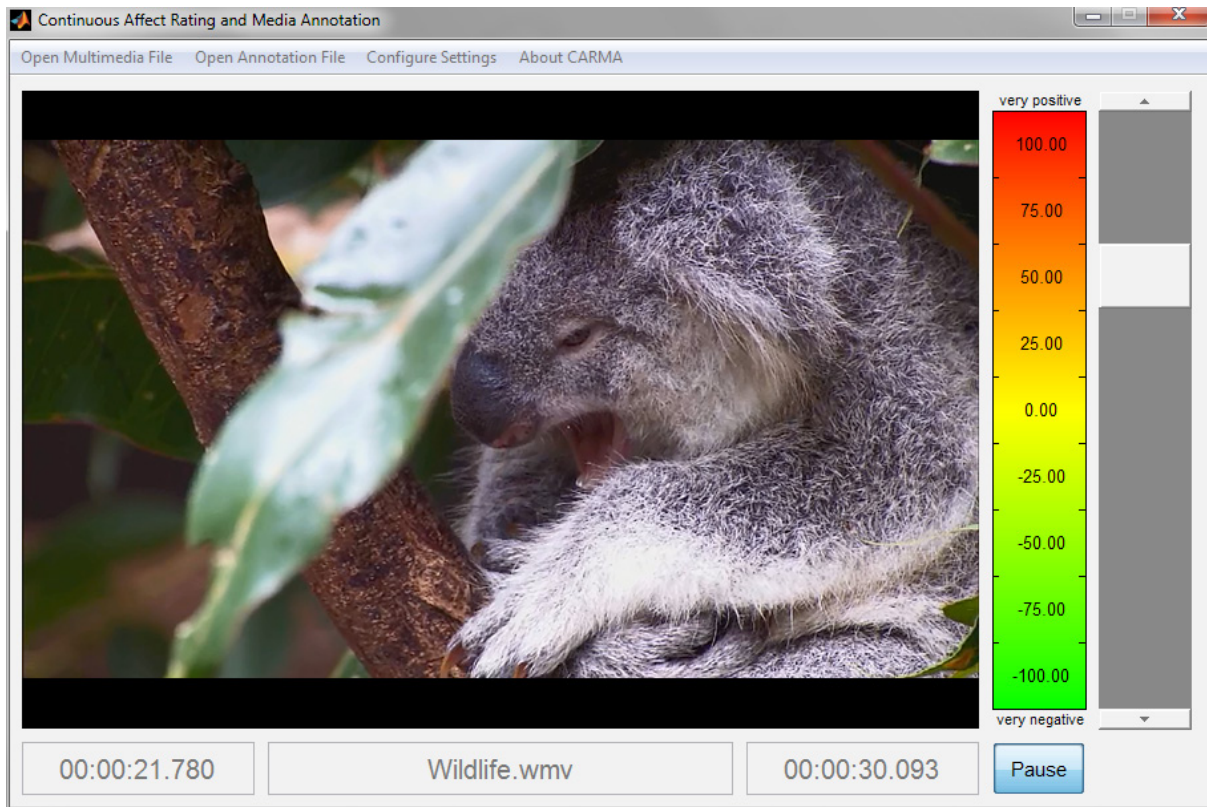 Continuous Affect Rating and Media Annotation
Open Multimedia File Open Annotation File Configure Settings About CARMA
very positive
100.00
75.00
50.00
25.00
0.00
-25.00
-50.00
-75.00
-100.00
very negative
00:00:21.780 Wildlife.wmv 00:00:30.093 Pause